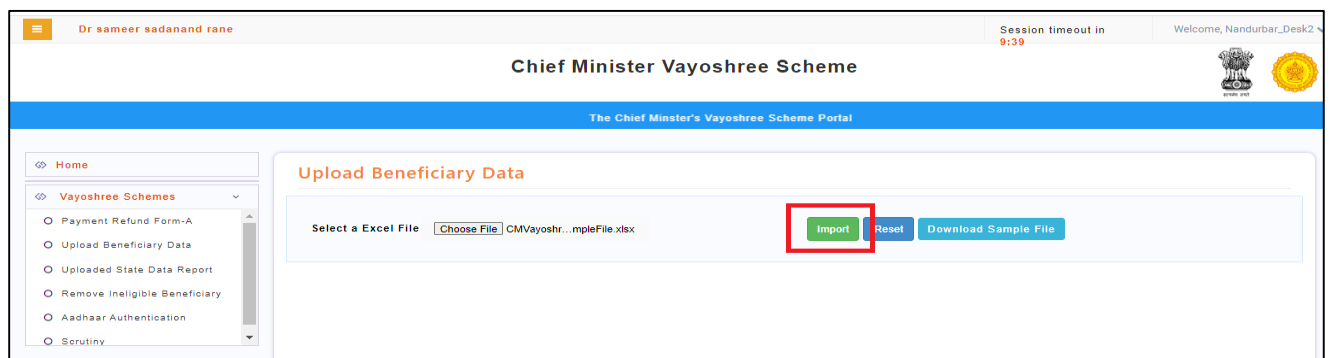 Dr sameer sadanand rane
Session timeout in
9:39
Welcome, Nandurbar_Desk2
Chief Minister Vayoshree Scheme
The Chief Minster's Vayoshree Scheme Portal
Home
Vayoshree Schemes
Payment Refund Form-A
Upload Beneficiary Data
Uploaded State Data Report
Remove Ineligible Beneficiary
Aadhaar Authentication
Scrutiny
Upload Beneficiary Data
Select a Excel File Choose File CMVayoshr...mpleFile.xlsx Import Reset Download Sample File